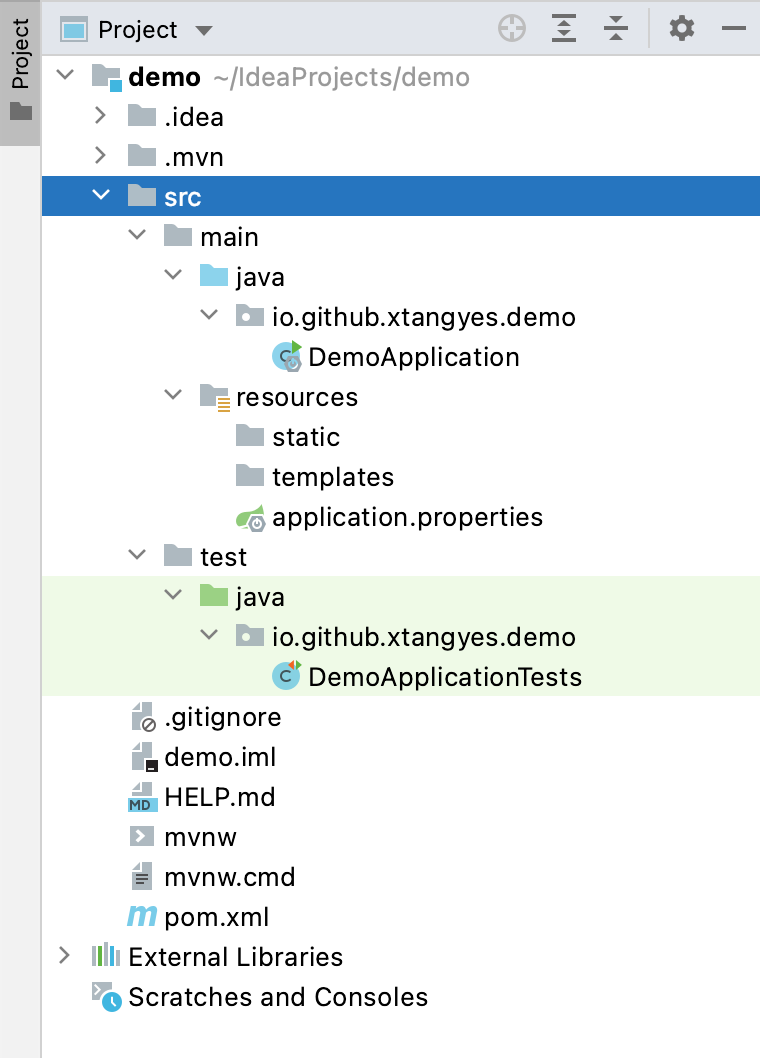 Project
Project
demo ~/IdeaProjects/demo
.idea
.mvn
src
main
java
io.github.xtangyes.demo
C DemoApplication
resources
static
templates
application.properties
test
java
io.github.xtangyes.demo
C DemoApplicationTests
.gitignore
demo.iml
MD HELP.md
mvnw
mvnw.cmd
m pom.xml
External Libraries
Scratches and Consoles